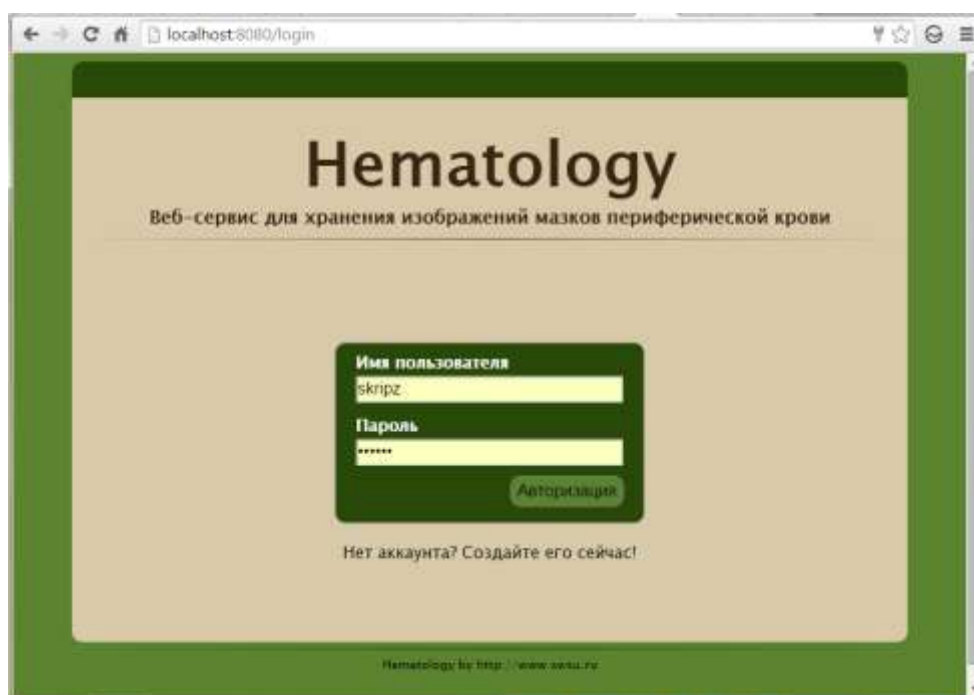 localhost:8080/login
Hematology
Веб-сервис для хранения изображений мазков периферической крови
Имя пользователя
skripz
Пароль
••••••
Авторизация
Нет аккаунта? Создайте его сейчас!
Hematology by http://www.swsu.ru